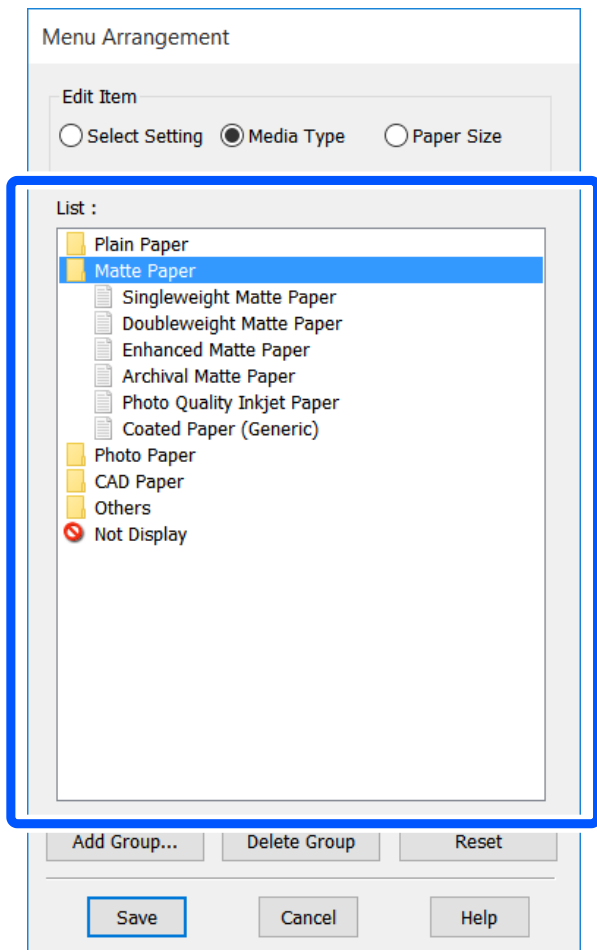 Menu Arrangement
Edit Item
Select Setting Media Type Paper Size
List :
Plain Paper
Matte Paper
Singleweight Matte Paper
Doubleweight Matte Paper
Enhanced Matte Paper
Archival Matte Paper
Photo Quality Inkjet Paper
Coated Paper (Generic)
Photo Paper
CAD Paper
Others
Not Display
Add Group... Delete Group Reset
Save Cancel Help